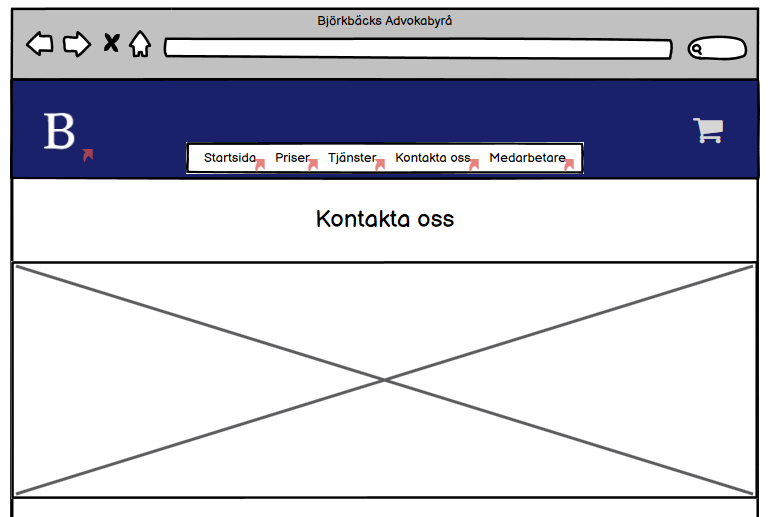 Björkbäcks Advokabyrå
B
Startsida Priser Tjänster Kontakta oss Medarbetare
Kontakta oss